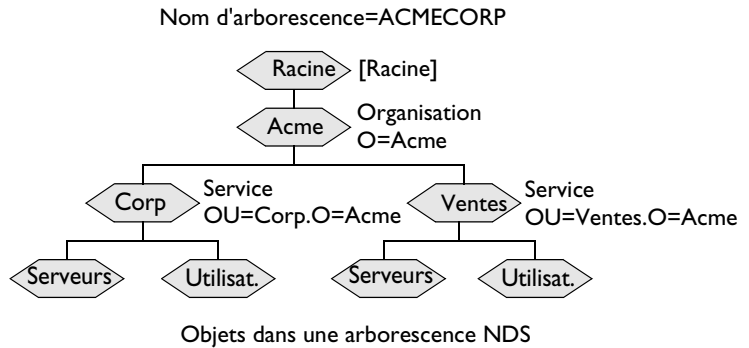 Nom d'arborescence=ACMECORP
Racine [Racine]
Acme
Organisation
O=Acme
Corp
Service
OU=Corp.O=Acme
Ventes
Service
OU=Ventes.O=Acme
Serveurs
Utilisat.
Serveurs
Utilisat.
Objets dans une arborescence NDS